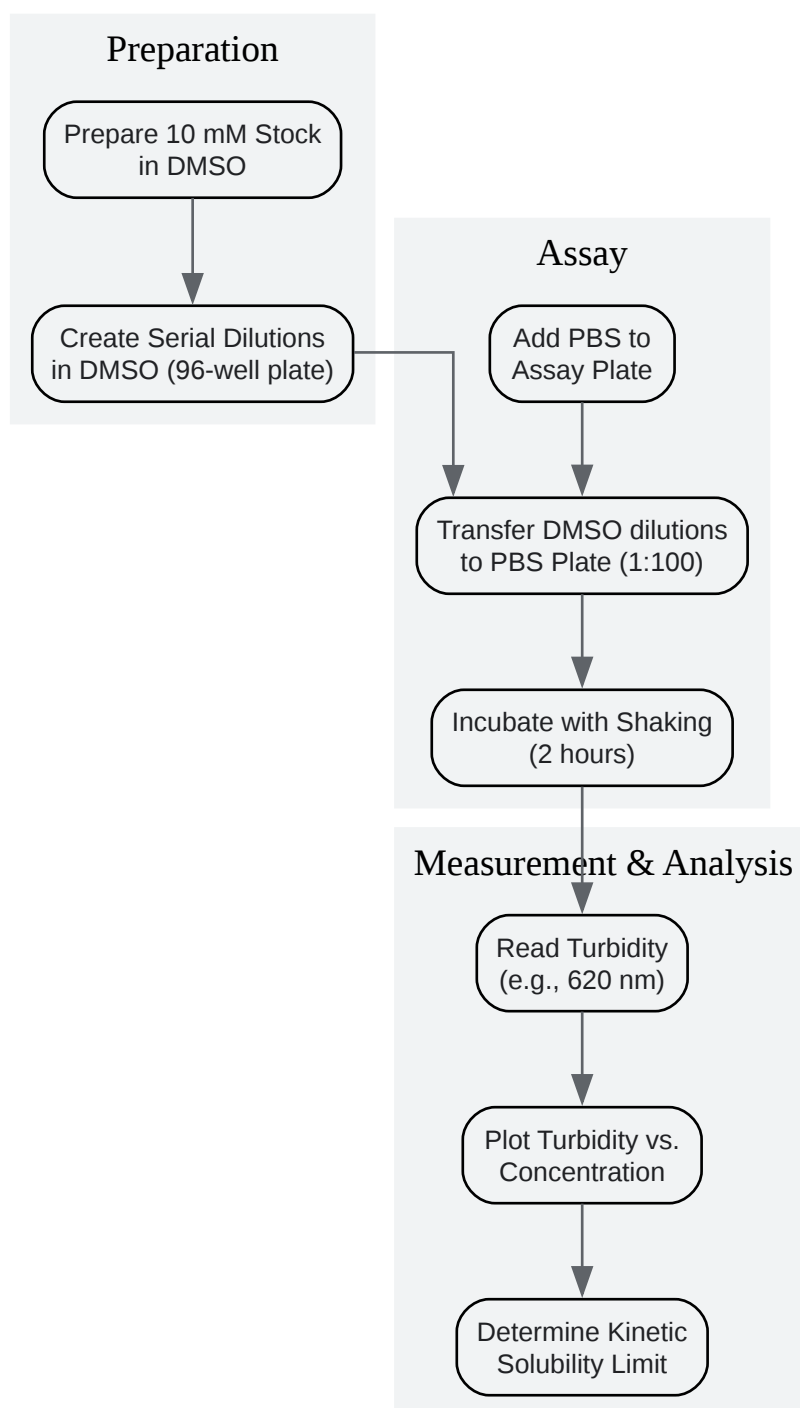 Preparation
Prepare 10 mM Stock
in DMSO
Create Serial Dilutions
in DMSO (96-well plate)
Assay
Add PBS to
Assay Plate
Transfer DMSO dilutions
to PBS Plate (1:100)
Incubate with Shaking
(2 hours)
Measurement & Analysis
Read Turbidity
(e.g., 620 nm)
Plot Turbidity vs.
Concentration
Determine Kinetic
Solubility Limit